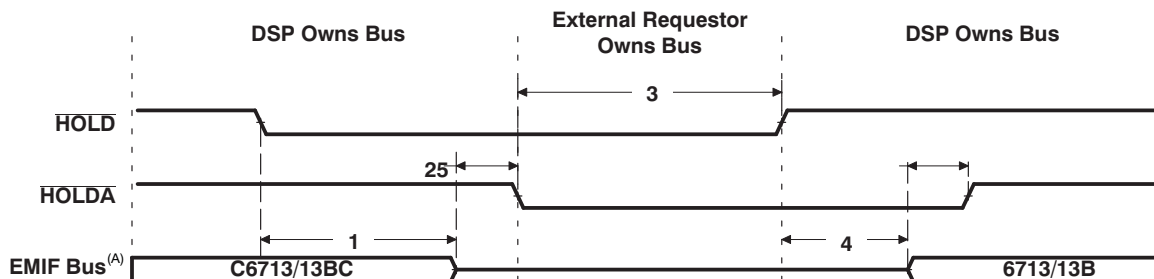 DSP Owns Bus
External Requestor
Owns Bus
DSP Owns Bus
3
HOLD
25
HOLDA
1
4
EMIF Bus(A)
C6713/13BC
6713/13B